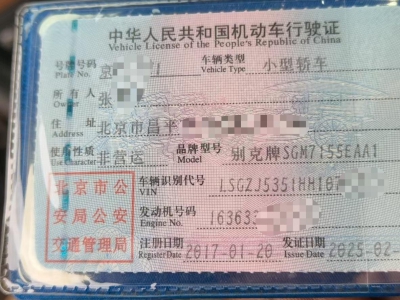 中华人民共和国机动车行驶证
Vehicle License of the People's Republic of China
号牌号码 京
Plate No.
车辆类型 小型轿车
Vehicle Type
所有人 张
Owner
住 址 北京市昌平
Address
使用性质 非营运
Use Character
品牌型号 别克牌SGM7155EAA1
Model
北京市公
安局公安
交通管理局
车辆识别代号 LSGZJ5351HH10
VIN
发动机号码 16363
Engine No.
注册日期 2017-01-20
Register Date
发证日期 2025-02-
Issue Date